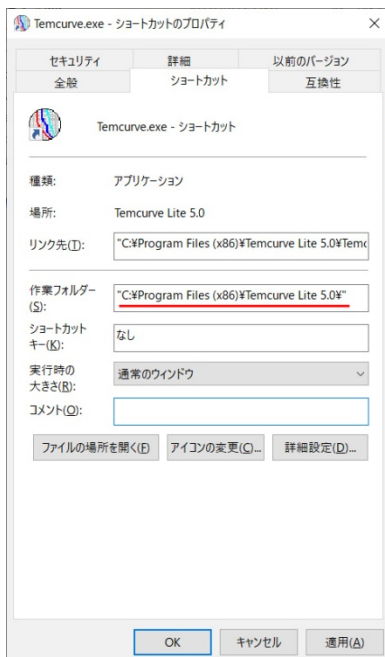 Temcurve.exe - ショートカットのプロパティ
セキュリティ 詳細 以前のバージョン
全般 ショートカット 互換性
Temcurve.exe - ショートカット
種類: アプリケーション
場所: Temcurve Lite 5.0
リンク先(T): "C:¥Program Files (x86)¥Temcurve Lite 5.0¥Temc
作業フォルダー
(S): "C:¥Program Files (x86)¥Temcurve Lite 5.0¥"
ショートカット
キー(K): なし
実行時の
大きさ(R): 通常のウィンドウ
コメント(O):
ファイルの場所を開く(F) アイコンの変更(C)... 詳細設定(D)...
OK キャンセル 適用(A)